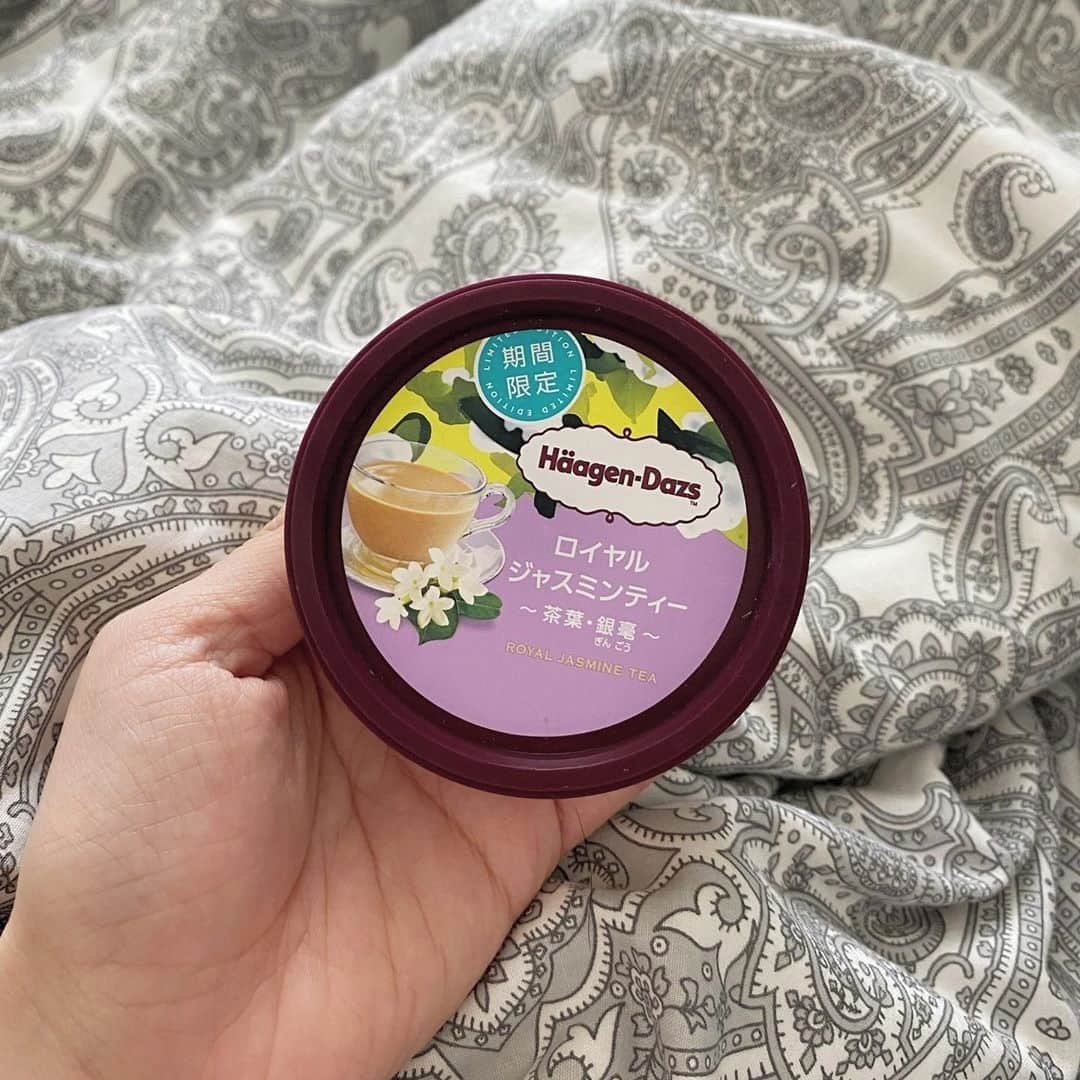 LIMITED EDITION LIMITED EDITION
期間
限定
Häagen-Dazs
TM
ロイヤル
ジャスミンティー
～茶葉・銀毫～
ぎんごう
ROYAL JASMINE TEA